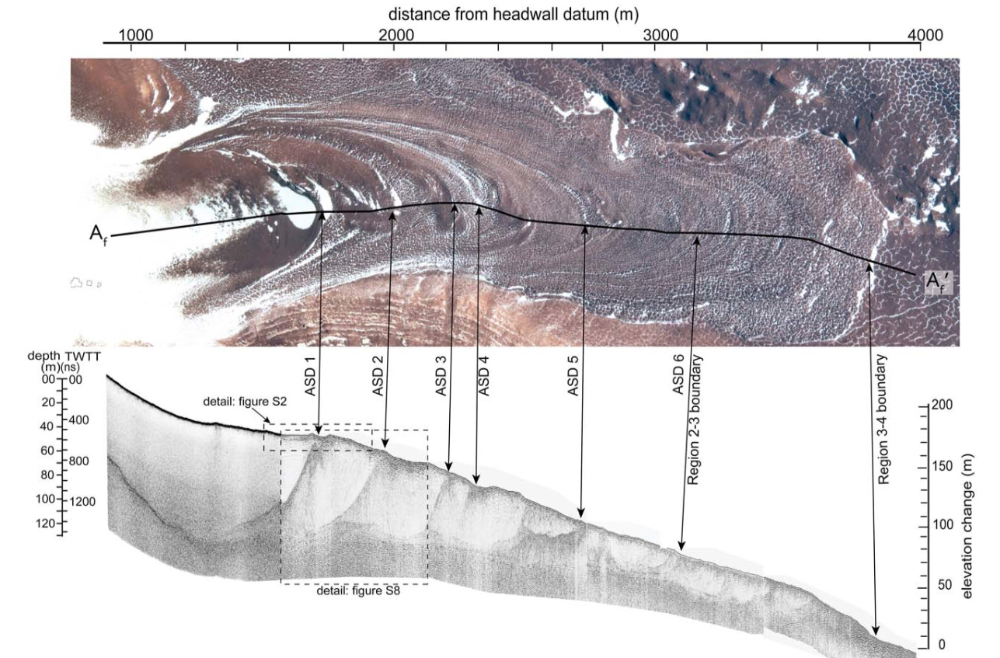 distance from headwall datum (m)
1000 2000 3000 4000
Af
Af′
depth TWTT
(m)(ns)
00 00
20
40 400
60
80 800
100 1200
120
detail: figure S2
ASD 1
ASD 2
ASD 3
ASD 4
ASD 5
ASD 6
Region 2-3 boundary
Region 3-4 boundary
detail: figure S8
200
150
100
50
0
elevation change (m)